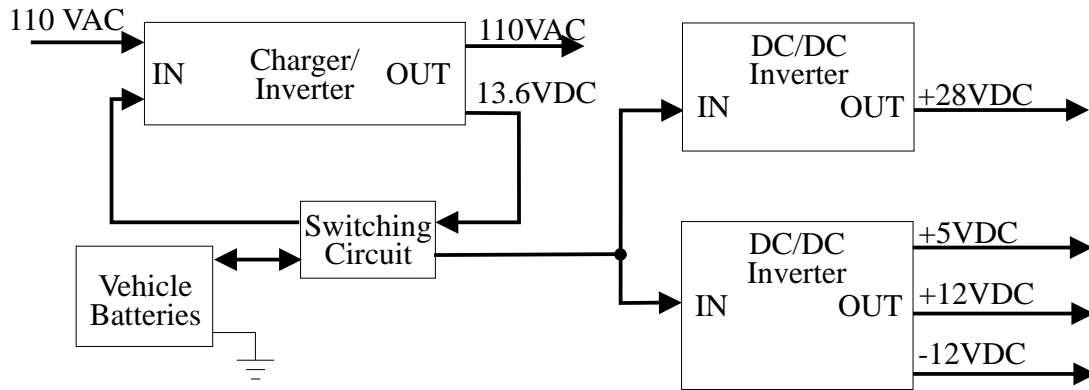 110 VAC
IN
Charger/
Inverter
OUT
110VAC
13.6VDC
Switching
Circuit
Vehicle
Batteries
DC/DC
Inverter
IN
OUT
+28VDC
DC/DC
Inverter
IN
OUT
+5VDC
+12VDC
-12VDC